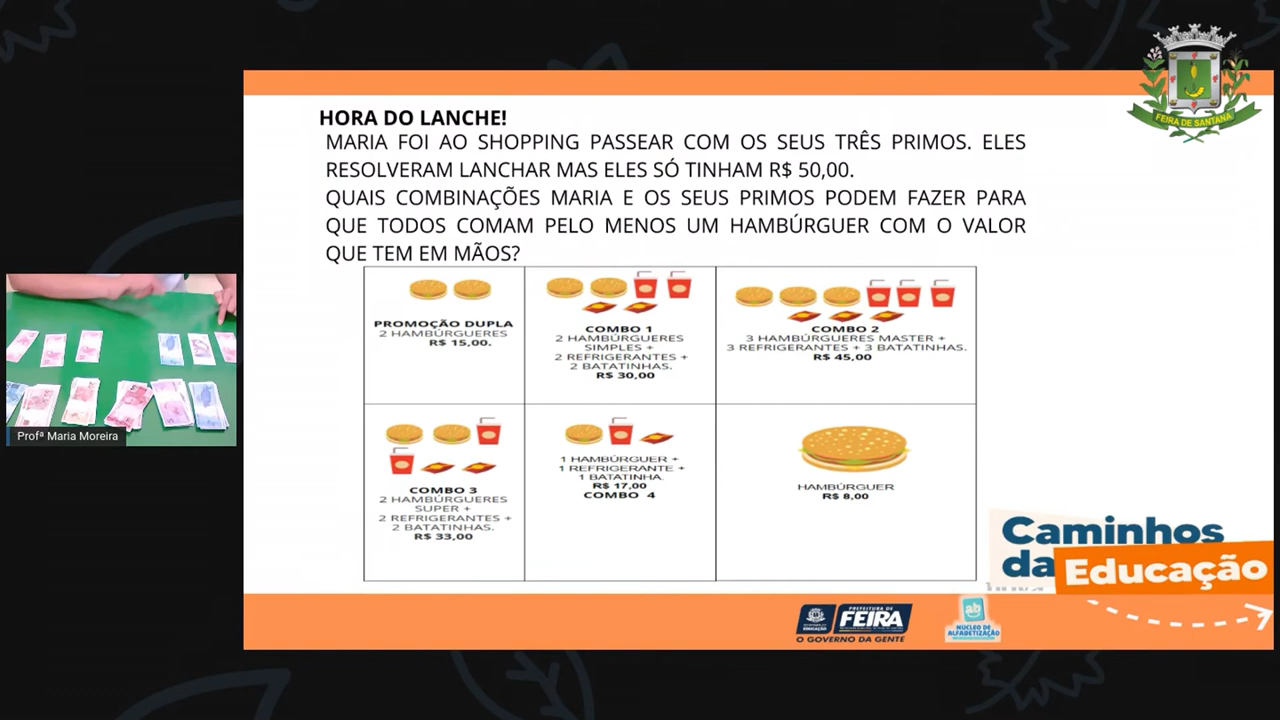 FEIRA DE SANTANA
HORA DO LANCHE!
MARIA FOI AO SHOPPING PASSEAR COM OS SEUS TRÊS PRIMOS. ELES
RESOLVERAM LANCHAR MAS ELES SÓ TINHAM R$ 50,00.
QUAIS COMBINAÇÕES MARIA E OS SEUS PRIMOS PODEM FAZER PARA
QUE TODOS COMAM PELO MENOS UM HAMBÚRGUER COM O VALOR
QUE TEM EM MÃOS?
PROMOÇÃO DUPLA
2 HAMBÚRGUERES
R$ 15,00.
COMBO 1
2 HAMBÚRGUERES
SIMPLES +
2 REFRIGERANTES +
2 BATATINHAS.
R$ 30,00
COMBO 2
3 HAMBÚRGUERES MASTER +
3 REFRIGERANTES + 3 BATATINHAS.
R$ 45,00
COMBO 3
2 HAMBÚRGUERES
SUPER +
2 REFRIGERANTES +
2 BATATINHAS.
R$ 33,00
1 HAMBÚRGUER +
1 REFRIGERANTE +
1 BATATINHA.
R$ 17,00
COMBO 4
HAMBÚRGUER
R$ 8,00
Profª Maria Moreira
Caminhos
da Educação
EDUCAÇÃO
PREFEITURA DE
FEIRA
O GOVERNO DA GENTE
ab
NÚCLEO DE
ALFABETIZAÇÃO